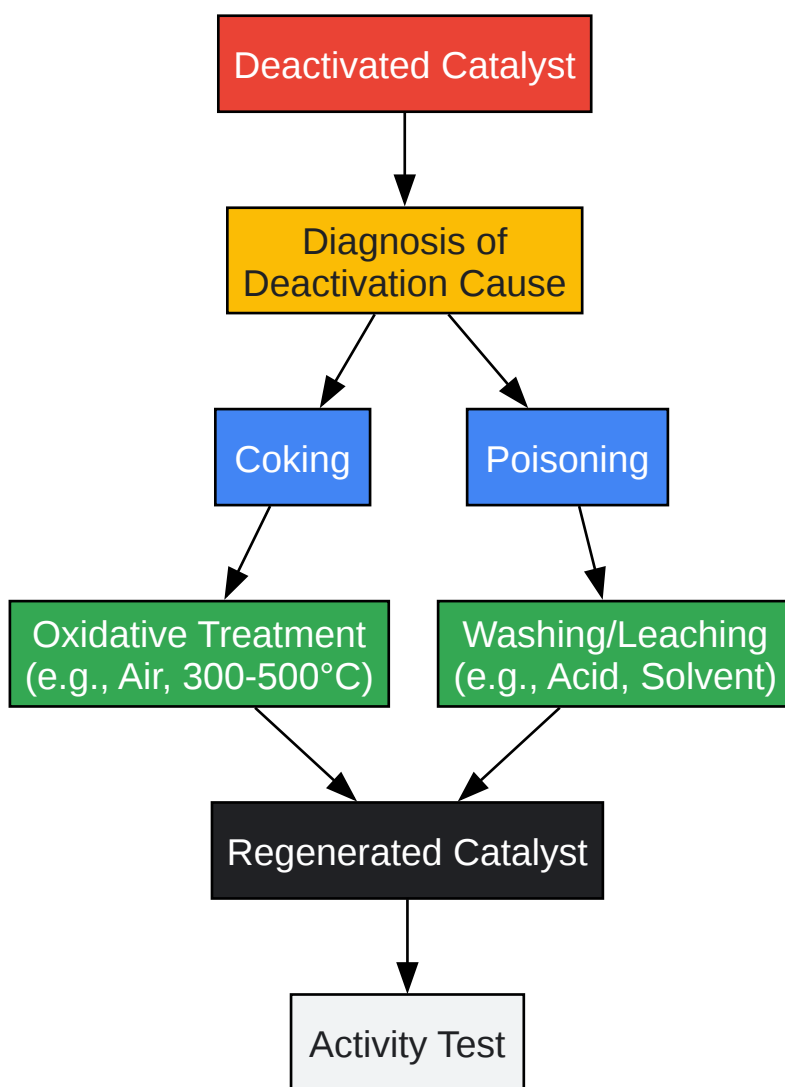 Deactivated Catalyst
Diagnosis of
Deactivation Cause
Coking
Poisoning
Oxidative Treatment
(e.g., Air, 300-500°C)
Washing/Leaching
(e.g., Acid, Solvent)
Regenerated Catalyst
Activity Test